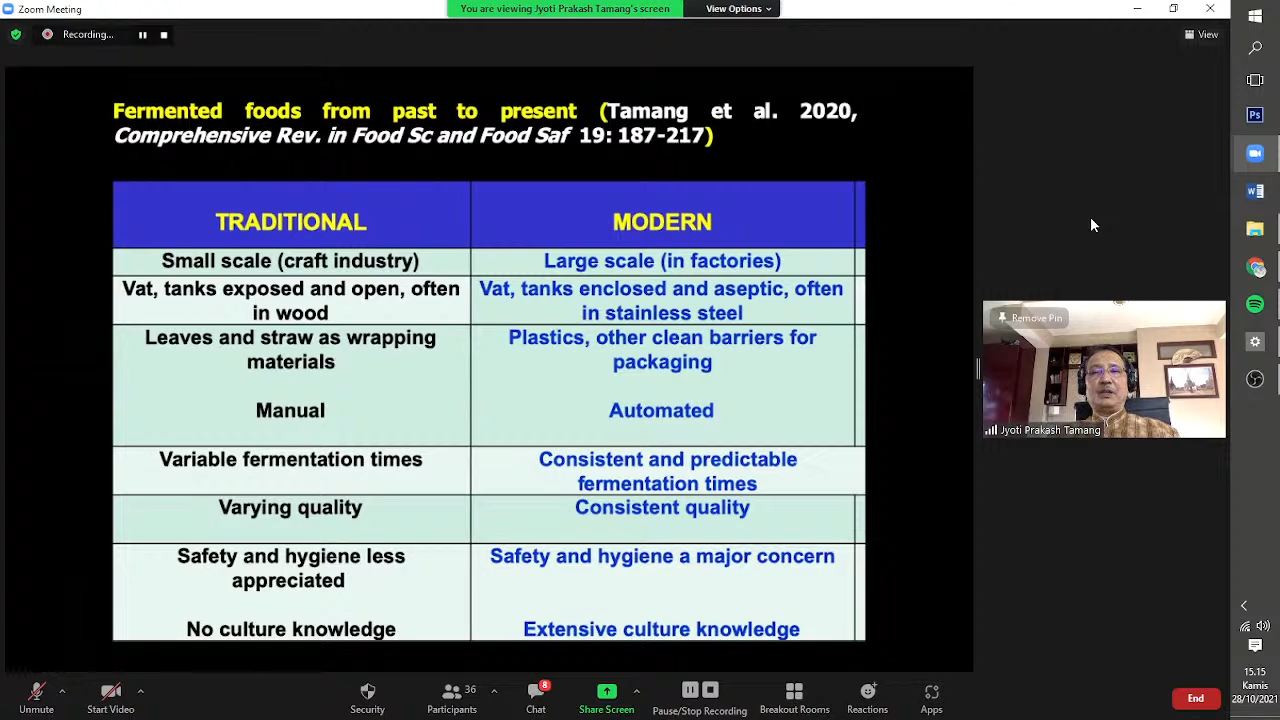 Zoom Meeting
You are viewing Jyoti Prakash Tamang's screen
View Options
Recording...
View
Fermented foods from past to present (Tamang et al. 2020,
Comprehensive Rev. in Food Sc and Food Saf 19: 187-217)
TRADITIONAL MODERN
Small scale (craft industry) Large scale (in factories)
Vat, tanks exposed and open, often Vat, tanks enclosed and aseptic, often
in wood in stainless steel
Leaves and straw as wrapping Plastics, other clean barriers for
materials packaging
Manual Automated
Variable fermentation times Consistent and predictable
fermentation times
Varying quality Consistent quality
Safety and hygiene less Safety and hygiene a major concern
appreciated
No culture knowledge Extensive culture knowledge
Remove Pin
Jyoti Prakash Tamang
Ps
W
36
8
Unmute
Start Video
Security
Participants
Chat
Share Screen
Pause/Stop Recording
Breakout Rooms
Reactions
Apps
End
15.15
Kamis
28/10/20